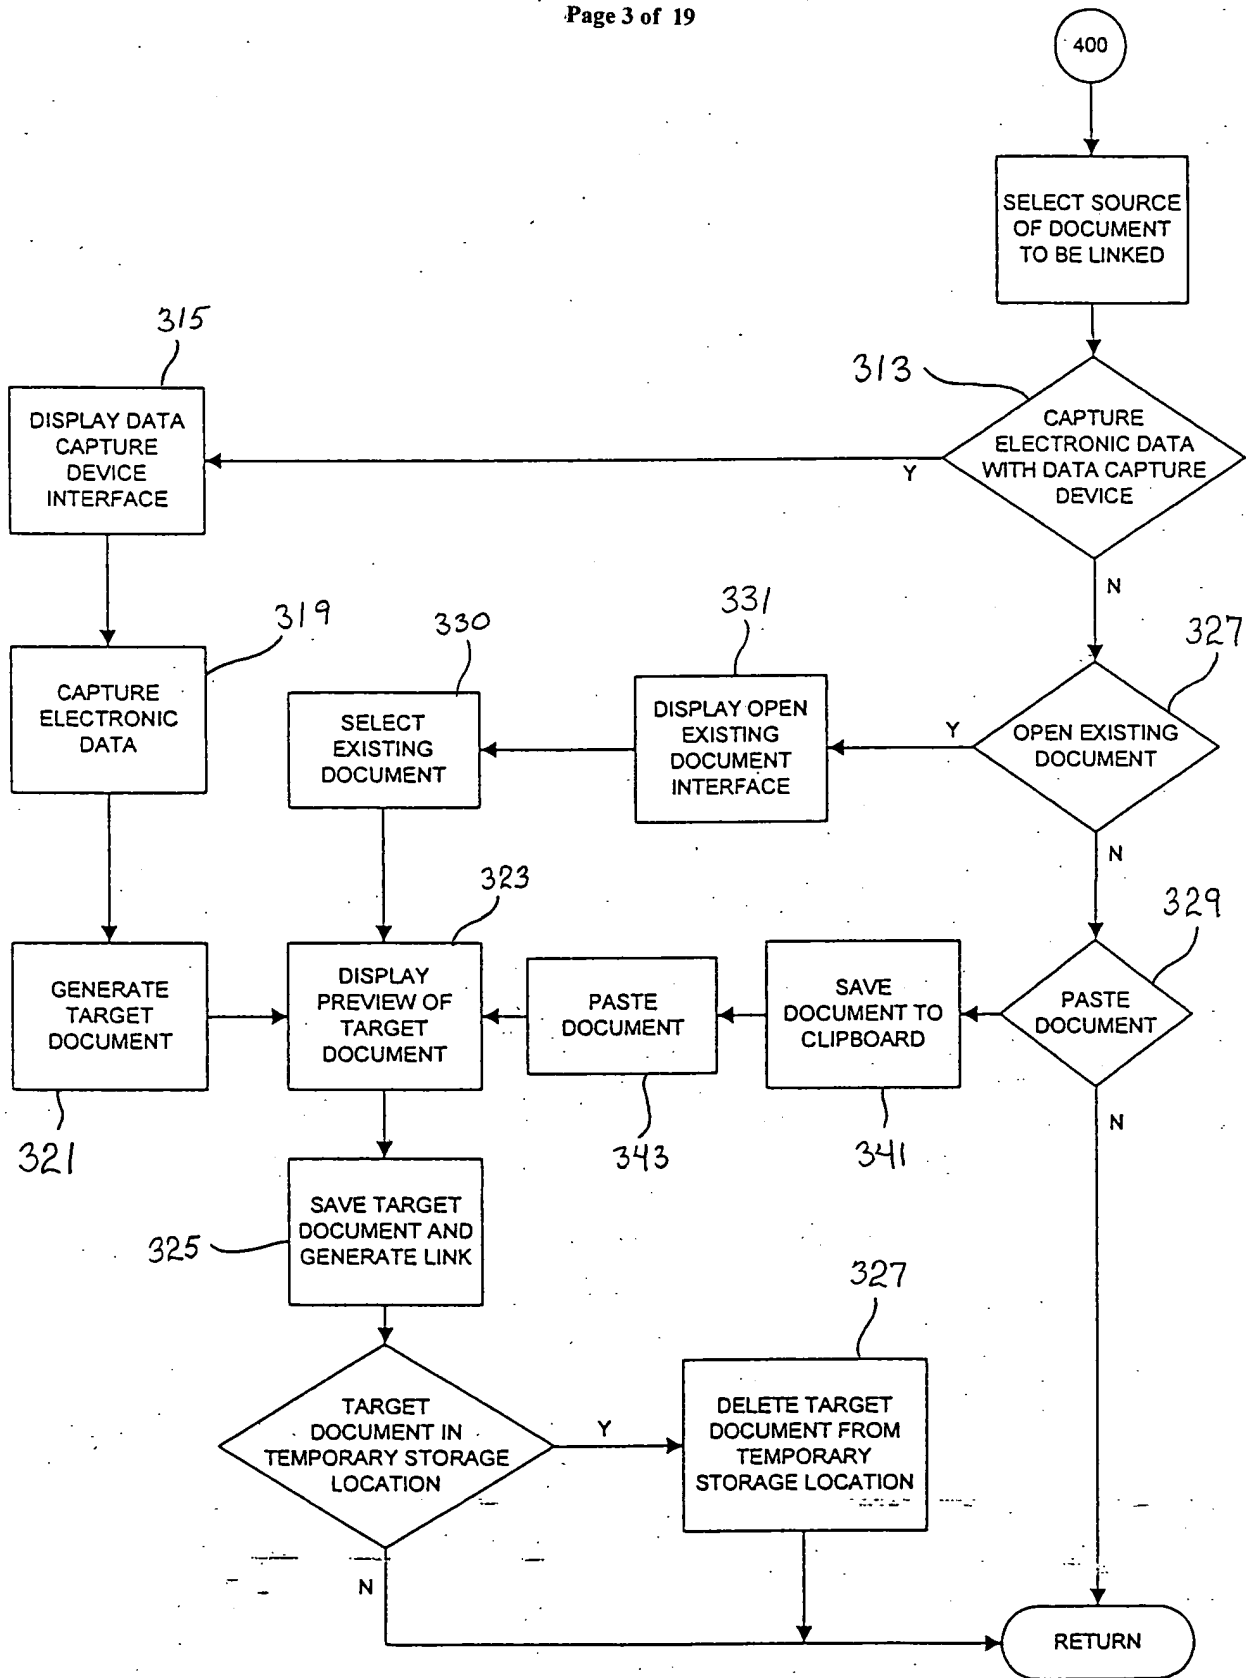 Page 3 of 19
400
SELECT SOURCE
OF DOCUMENT
TO BE LINKED
315
313
DISPLAY DATA
CAPTURE
DEVICE
INTERFACE
CAPTURE
ELECTRONIC DATA
WITH DATA CAPTURE
DEVICE
Y
N
319
330
331
327
CAPTURE
ELECTRONIC
DATA
SELECT
EXISTING
DOCUMENT
DISPLAY OPEN
EXISTING
DOCUMENT
INTERFACE
Y
OPEN EXISTING
DOCUMENT
N
323
329
GENERATE
TARGET
DOCUMENT
DISPLAY
PREVIEW OF
TARGET
DOCUMENT
PASTE
DOCUMENT
SAVE
DOCUMENT TO
CLIPBOARD
PASTE
DOCUMENT
N
321
343
341
SAVE TARGET
DOCUMENT AND
GENERATE LINK
325
327
TARGET
DOCUMENT IN
TEMPORARY STORAGE
LOCATION
Y
DELETE TARGET
DOCUMENT FROM
TEMPORARY
STORAGE LOCATION
N
RETURN